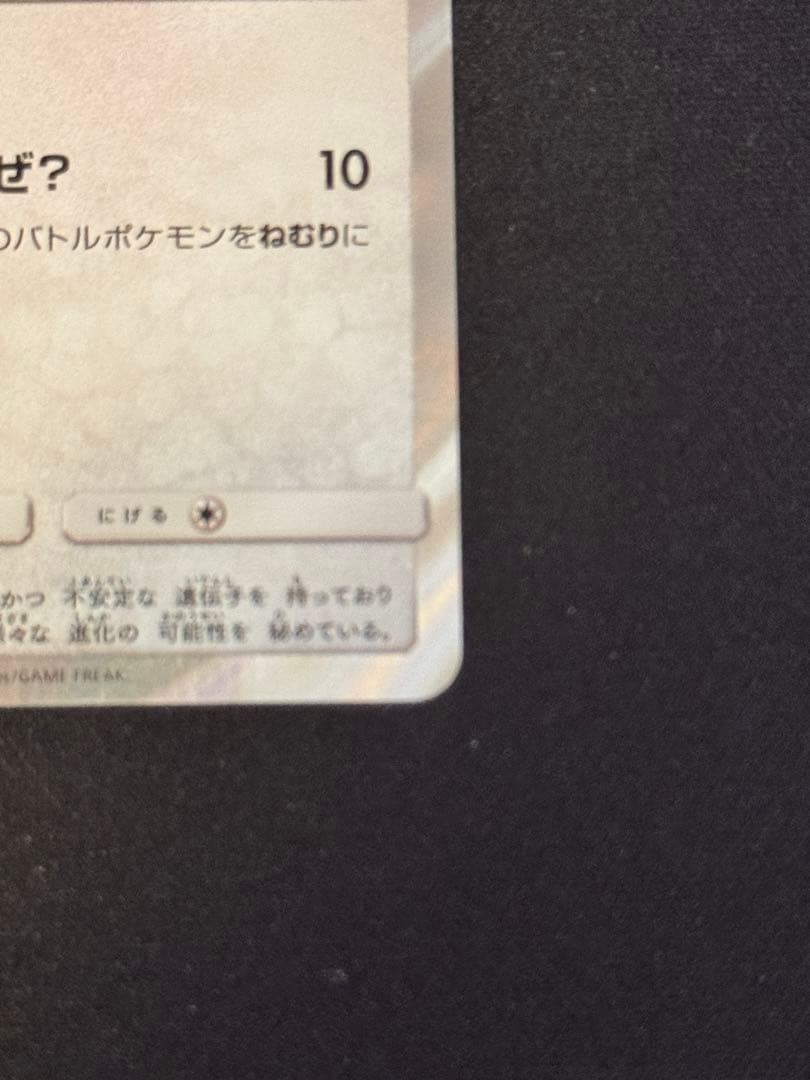 ぜ? 10
のバトルポケモンをねむりに
にげる
かつ 不安定な 遺伝子を 持っており
々な 進化の 可能性を 秘めている。
/GAME FREAK